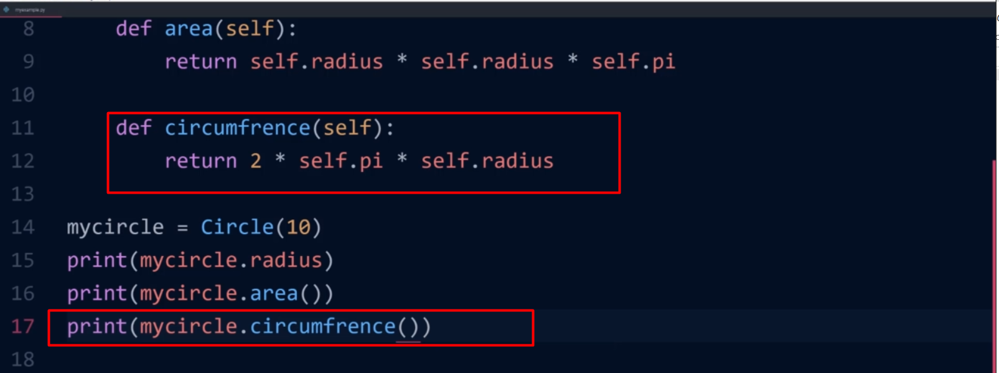 myexample.py
8 def area(self):
9 return self.radius * self.radius * self.pi
10
11 def circumfrence(self):
12 return 2 * self.pi * self.radius
13
14 mycircle = Circle(10)
15 print(mycircle.radius)
16 print(mycircle.area())
17 print(mycircle.circumfrence())
18